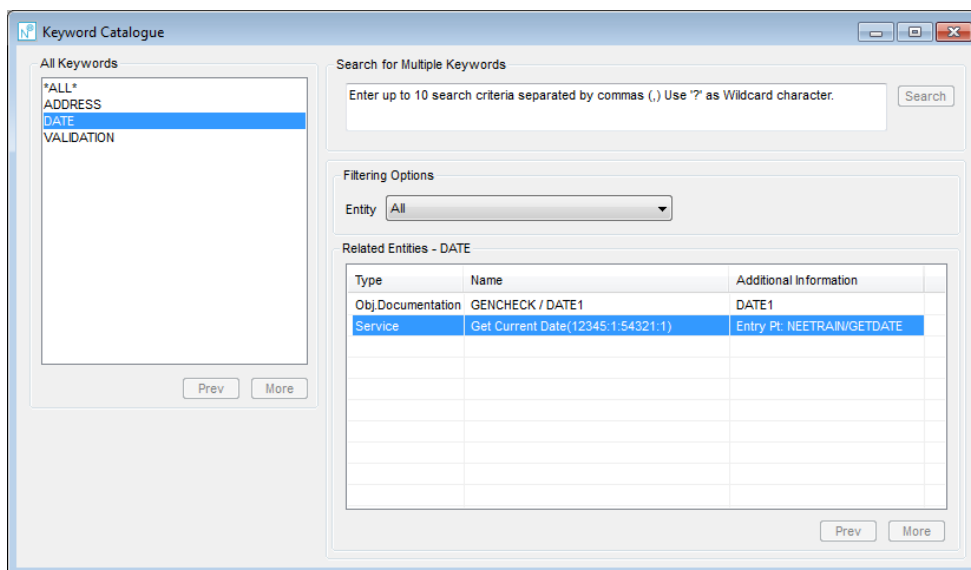 Keyword Catalogue
All Keywords
*ALL*
ADDRESS
DATE
VALIDATION
Prev More
Search for Multiple Keywords
Enter up to 10 search criteria separated by commas (,) Use '?' as Wildcard character.
Search
Filtering Options
Entity All
Related Entities - DATE
Type Name Additional Information
Obj.Documentation GENCHECK / DATE1 DATE1
Service Get Current Date(12345:1:54321:1) Entry Pt: NEETRAIN/GETDATE
Prev More